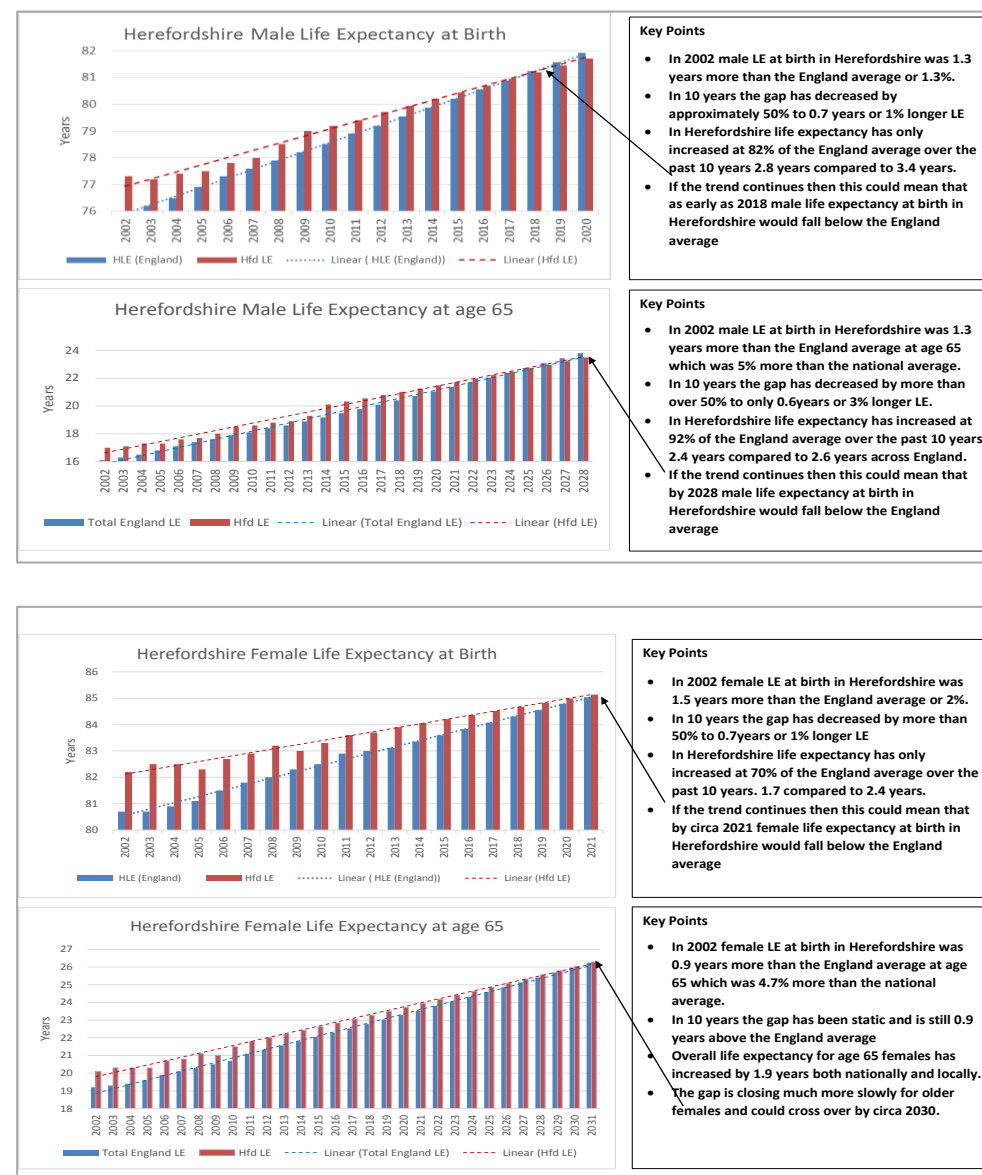 Herefordshire Male Life Expectancy at Birth
82
81
80
79
78
77
76
Years
2002 2003 2004 2005 2006 2007 2008 2009 2010 2011 2012 2013 2014 2015 2016 2017 2018 2019 2020
HLE (England) Hfd LE Linear ( HLE (England)) Linear (Hfd LE)
Key Points
• In 2002 male LE at birth in Herefordshire was 1.3
years more than the England average or 1.3%.
• In 10 years the gap has decreased by
approximately 50% to 0.7 years or 1% longer LE
• In Herefordshire life expectancy has only
increased at 82% of the England average over the
past 10 years 2.8 years compared to 3.4 years.
• If the trend continues then this could mean that
as early as 2018 male life expectancy at birth in
Herefordshire would fall below the England
average
Herefordshire Male Life Expectancy at age 65
24
22
20
18
16
Years
2002 2003 2004 2005 2006 2007 2008 2009 2010 2011 2012 2013 2014 2015 2016 2017 2018 2019 2020 2021 2022 2023 2024 2025 2026 2027 2028
Total England LE Hfd LE Linear (Total England LE) Linear (Hfd LE)
Key Points
• In 2002 male LE at birth in Herefordshire was 1.3
years more than the England average at age 65
which was 5% more than the national average.
• In 10 years the gap has decreased by more than
over 50% to only 0.6years or 3% longer LE.
• In Herefordshire life expectancy has increased at
92% of the England average over the past 10 years
2.4 years compared to 2.6 years across England.
• If the trend continues then this could mean that
by 2028 male life expectancy at birth in
Herefordshire would fall below the England
average
Herefordshire Female Life Expectancy at Birth
86
85
84
83
82
81
80
Years
2002 2003 2004 2005 2006 2007 2008 2009 2010 2011 2012 2013 2014 2015 2016 2017 2018 2019 2020 2021
HLE (England) Hfd LE Linear ( HLE (England)) Linear (Hfd LE)
Key Points
• In 2002 female LE at birth in Herefordshire was
1.5 years more than the England average or 2%.
• In 10 years the gap has decreased by more than
50% to 0.7years or 1% longer LE
• In Herefordshire life expectancy has only
increased at 70% of the England average over the
past 10 years. 1.7 compared to 2.4 years.
• If the trend continues then this could mean that
by circa 2021 female life expectancy at birth in
Herefordshire would fall below the England
average
Herefordshire Female Life Expectancy at age 65
27
26
25
24
23
22
21
20
19
18
Years
2002 2003 2004 2005 2006 2007 2008 2009 2010 2011 2012 2013 2014 2015 2016 2017 2018 2019 2020 2021 2022 2023 2024 2025 2026 2027 2028 2029 2030 2031
Total England LE Hfd LE Linear (Total England LE) Linear (Hfd LE)
Key Points
• In 2002 female LE at birth in Herefordshire was
0.9 years more than the England average at age
65 which was 4.7% more than the national
average.
• In 10 years the gap has been static and is still 0.9
years above the England average
• Overall life expectancy for age 65 females has
increased by 1.9 years both nationally and locally.
• The gap is closing much more slowly for older
females and could cross over by circa 2030.